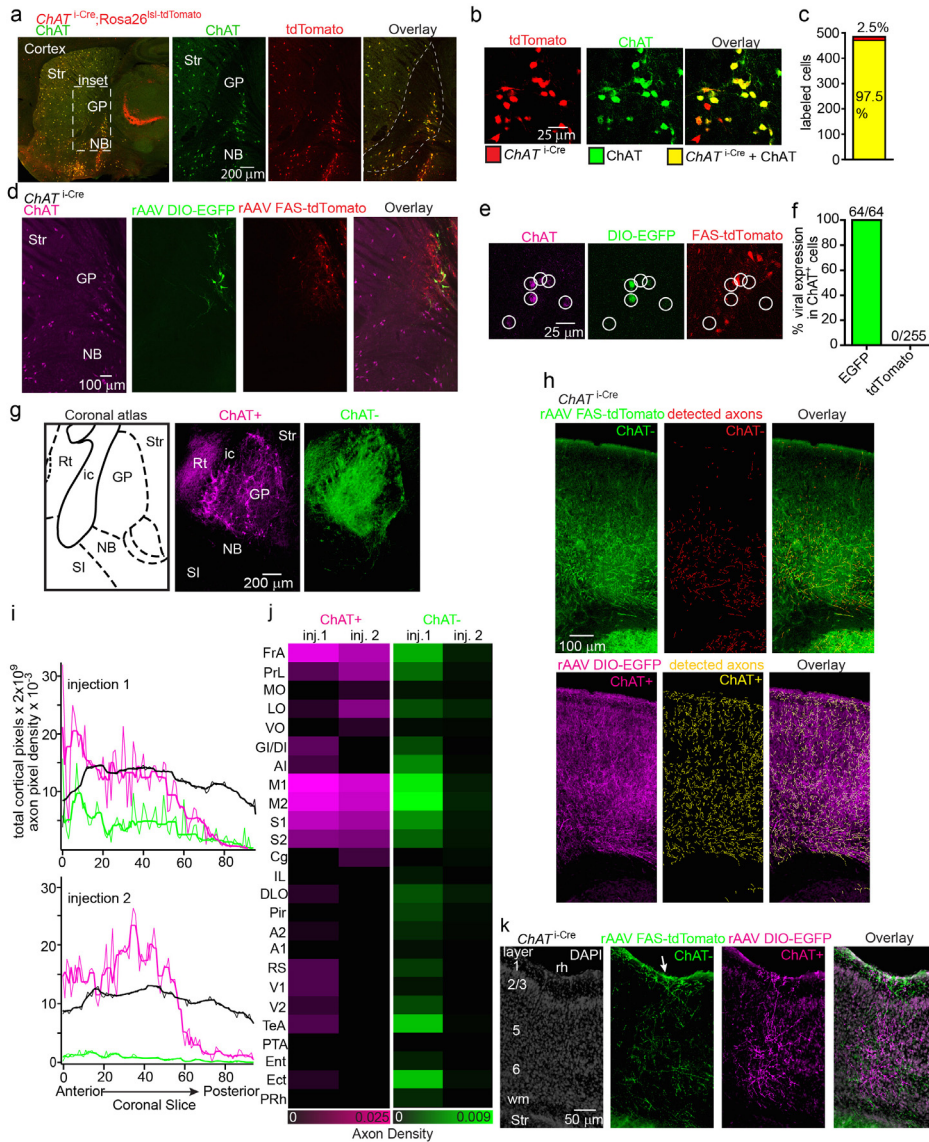 a
ChAT i-Cre;Rosa26 lsl-tdTomato
ChAT
ChAT
tdTomato
Overlay
Cortex
Str
inset
GP
NB
Str
GP
NB
200 µm
b
tdTomato
ChAT
Overlay
25 µm
ChAT i-Cre
ChAT
ChAT i-Cre + ChAT
c
2.5%
labeled cells
500
400
300
200
100
0
97.5
%
d
ChAT i-Cre
ChAT
rAAV DIO-EGFP
rAAV FAS-tdTomato
Overlay
Str
GP
NB
100 µm
e
ChAT
DIO-EGFP
FAS-tdTomato
25 µm
f
64/64
0/255
% viral expression
in ChAT+ cells
100
80
60
40
20
0
EGFP
tdTomato
g
Coronal atlas
ChAT+
ChAT-
Rt
ic
GP
Str
NB
SI
Rt
ic
GP
Str
NB
SI
200 µm
h
ChAT i-Cre
rAAV FAS-tdTomato
detected axons
Overlay
ChAT-
ChAT-
100 µm
rAAV DIO-EGFP
detected axons
Overlay
ChAT+
ChAT+
i
total cortical pixels x 2x10 9
axon pixel density x 10 -3
injection 1
30
20
10
0 20 40 60 80
injection 2
30
20
10
0
0 20 40 60 80
Anterior
Posterior
Coronal Slice
j
ChAT+
ChAT-
inj.1
inj. 2
inj.1
inj. 2
FrA
PrL
MO
LO
VO
GI/DI
AI
M1
M2
S1
S2
Cg
IL
DLO
Pir
A2
A1
RS
V1
V2
TeA
PTA
Ent
Ect
PRh
0
0.025
0
0.009
Axon Density
k
ChAT i-Cre
rAAV FAS-tdTomato
rAAV DIO-EGFP
Overlay
layer
DAPI
ChAT-
ChAT+
1
rh
2/3
5
6
wm
Str
50 µm